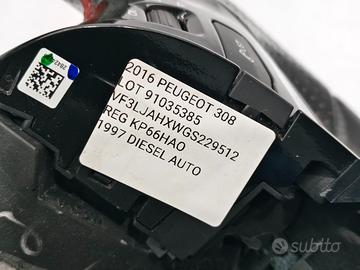 2016 PEUGEOT 308
LOT 91035385
VF3LJAHXWGS229512
REG KP66HAO
1997 DIESEL AUTO
subito